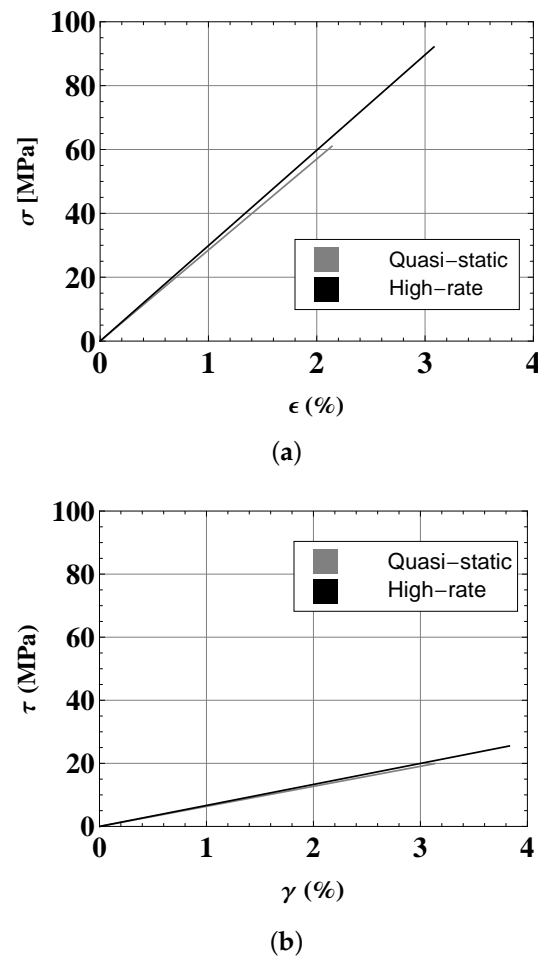 100
80
60
40
20
0
σ [MPa]
Quasi−static
High−rate
0 1 2 3 4
ϵ (%)
(a)
100
80
60
40
20
0
τ (MPa)
Quasi−static
High−rate
0 1 2 3 4
γ (%)
(b)